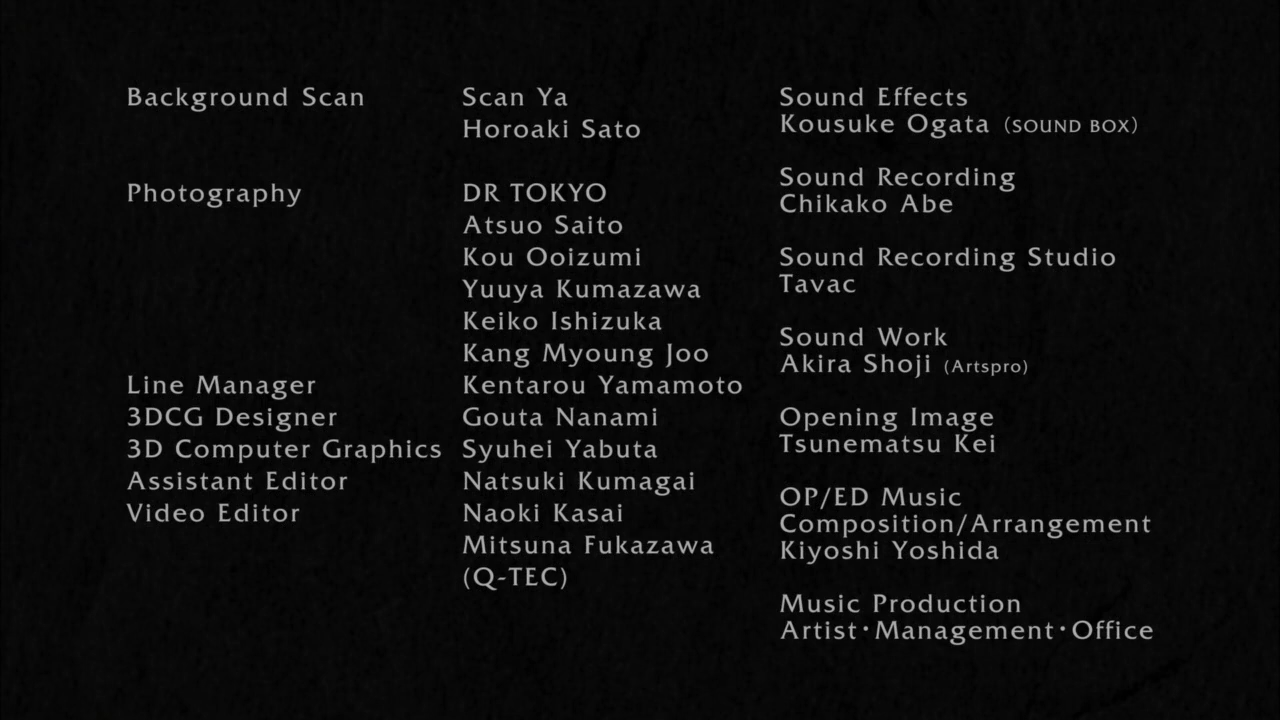 Background Scan
Scan Ya
Horoaki Sato
Photography
DR TOKYO
Atsuo Saito
Kou Ooizumi
Yuuya Kumazawa
Keiko Ishizuka
Kang Myoung Joo
Line Manager
Kentarou Yamamoto
3DCG Designer
Gouta Nanami
3D Computer Graphics
Syuhei Yabuta
Assistant Editor
Natsuki Kumagai
Video Editor
Naoki Kasai
Mitsuna Fukazawa
(Q-TEC)
Sound Effects
Kousuke Ogata (SOUND BOX)
Sound Recording
Chikako Abe
Sound Recording Studio
Tavac
Sound Work
Akira Shoji (Artspro)
Opening Image
Tsunematsu Kei
OP/ED Music
Composition/Arrangement
Kiyoshi Yoshida
Music Production
Artist・Management・Office